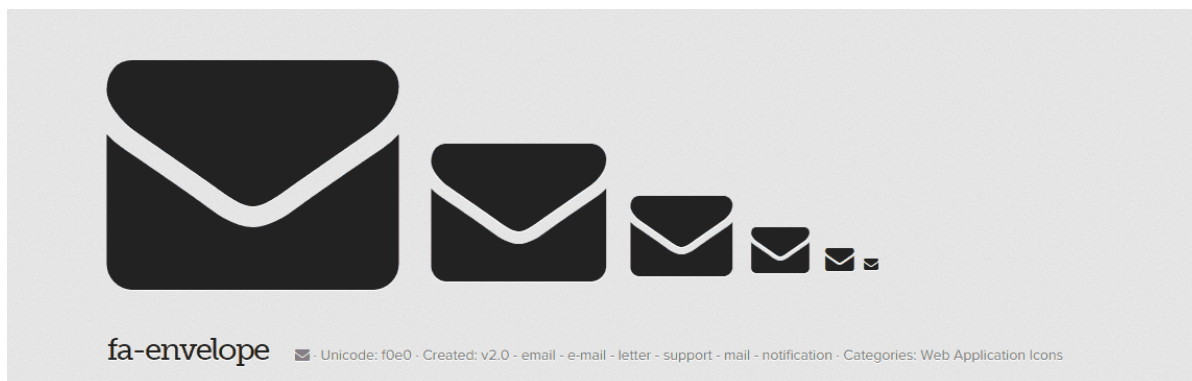 fa-envelope · Unicode: f0e0 · Created: v2.0 - email - e-mail - letter - support - mail - notification · Categories: Web Application Icons